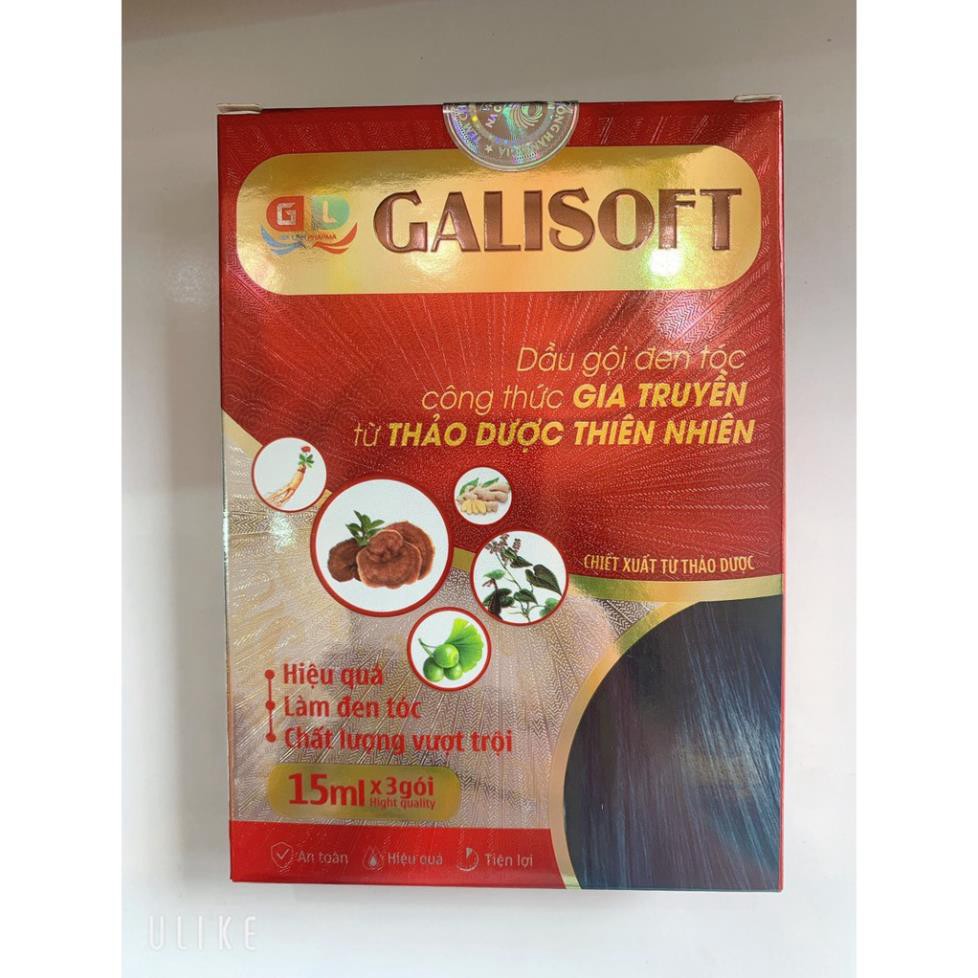 G L
GALISOFT
Dầu gội đen tóc
công thức GIA TRUYỀN
từ THẢO DƯỢC THIÊN NHIÊN
CHIẾT XUẤT TỪ THẢO DƯỢC
Hiệu quả
Làm đen tóc
Chất lượng vượt trội
15ml x 3 gói
Hight quality
An toàn Hiệu quả Tiện lợi
ULIKE